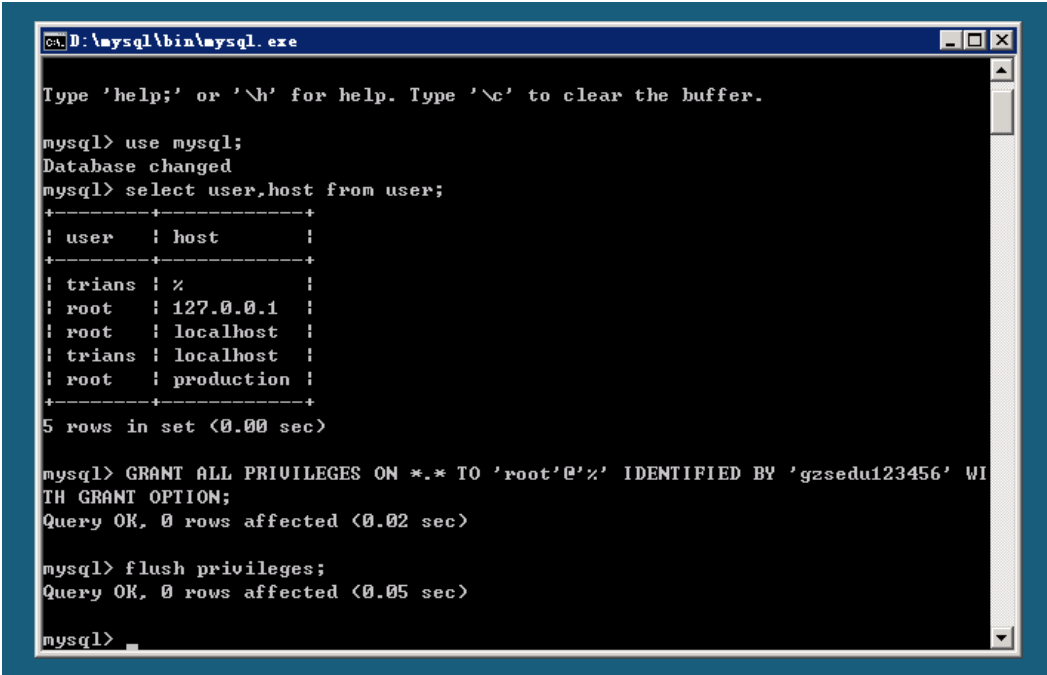 D:\mysql\bin\mysql.exe
Type 'help;' or '\h' for help. Type '\c' to clear the buffer.
mysql> use mysql;
Database changed
mysql> select user,host from user;
+--------+------------+
| user   | host       |
+--------+------------+
| trians | %          |
| root   | 127.0.0.1  |
| root   | localhost  |
| trians | localhost  |
| root   | production |
+--------+------------+
5 rows in set (0.00 sec)
mysql> GRANT ALL PRIVILEGES ON *.* TO 'root'@'%' IDENTIFIED BY 'gzsedu123456' WI
TH GRANT OPTION;
Query OK, 0 rows affected (0.02 sec)
mysql> flush privileges;
Query OK, 0 rows affected (0.05 sec)
mysql> _